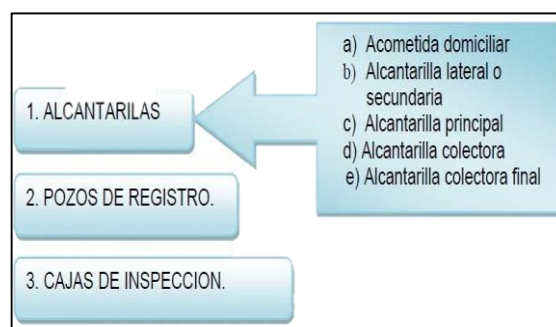 a) Acometida domiciliar
b) Alcantarilla lateral o
secundaria
c) Alcantarilla principal
d) Alcantarilla colectora
e) Alcantarilla colectora final
1. ALCANTARILAS
2. POZOS DE REGISTRO.
3. CAJAS DE INSPECCION.